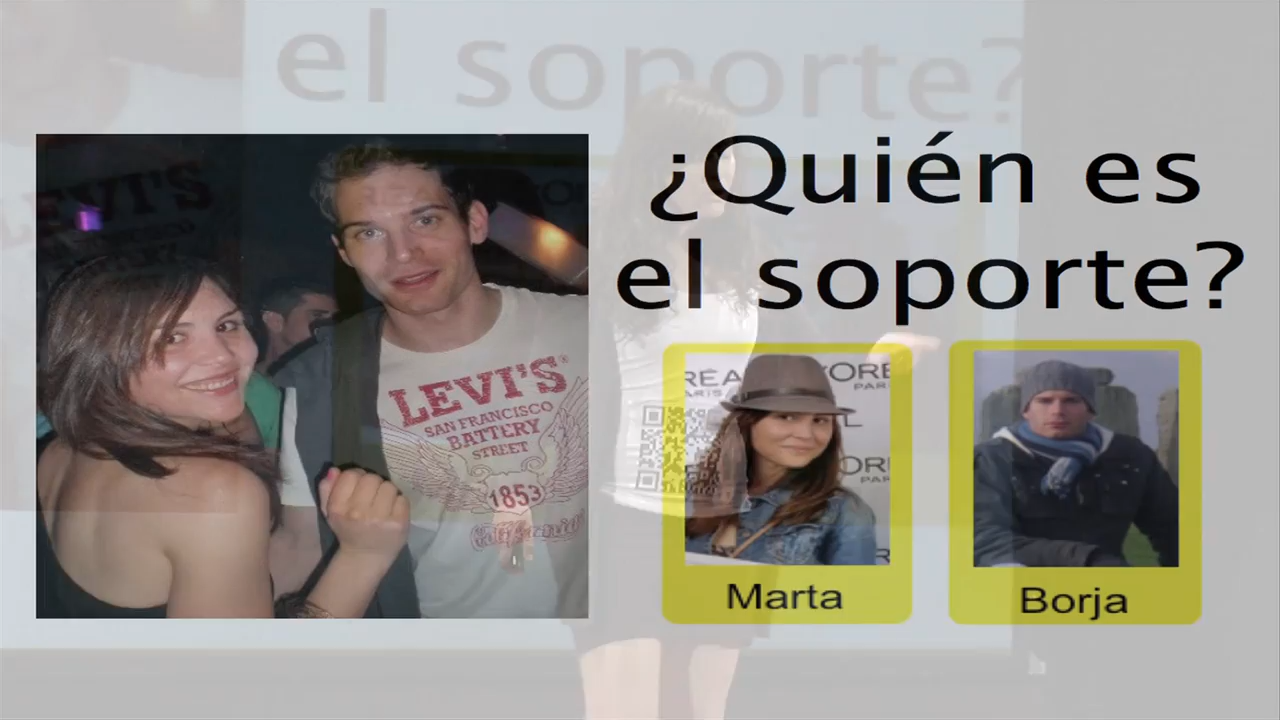 el soporte?
¿Quién es
el soporte?
LEVI'S
SAN FRANCISCO
BATTERY
STREET
1853
Marta
Borja